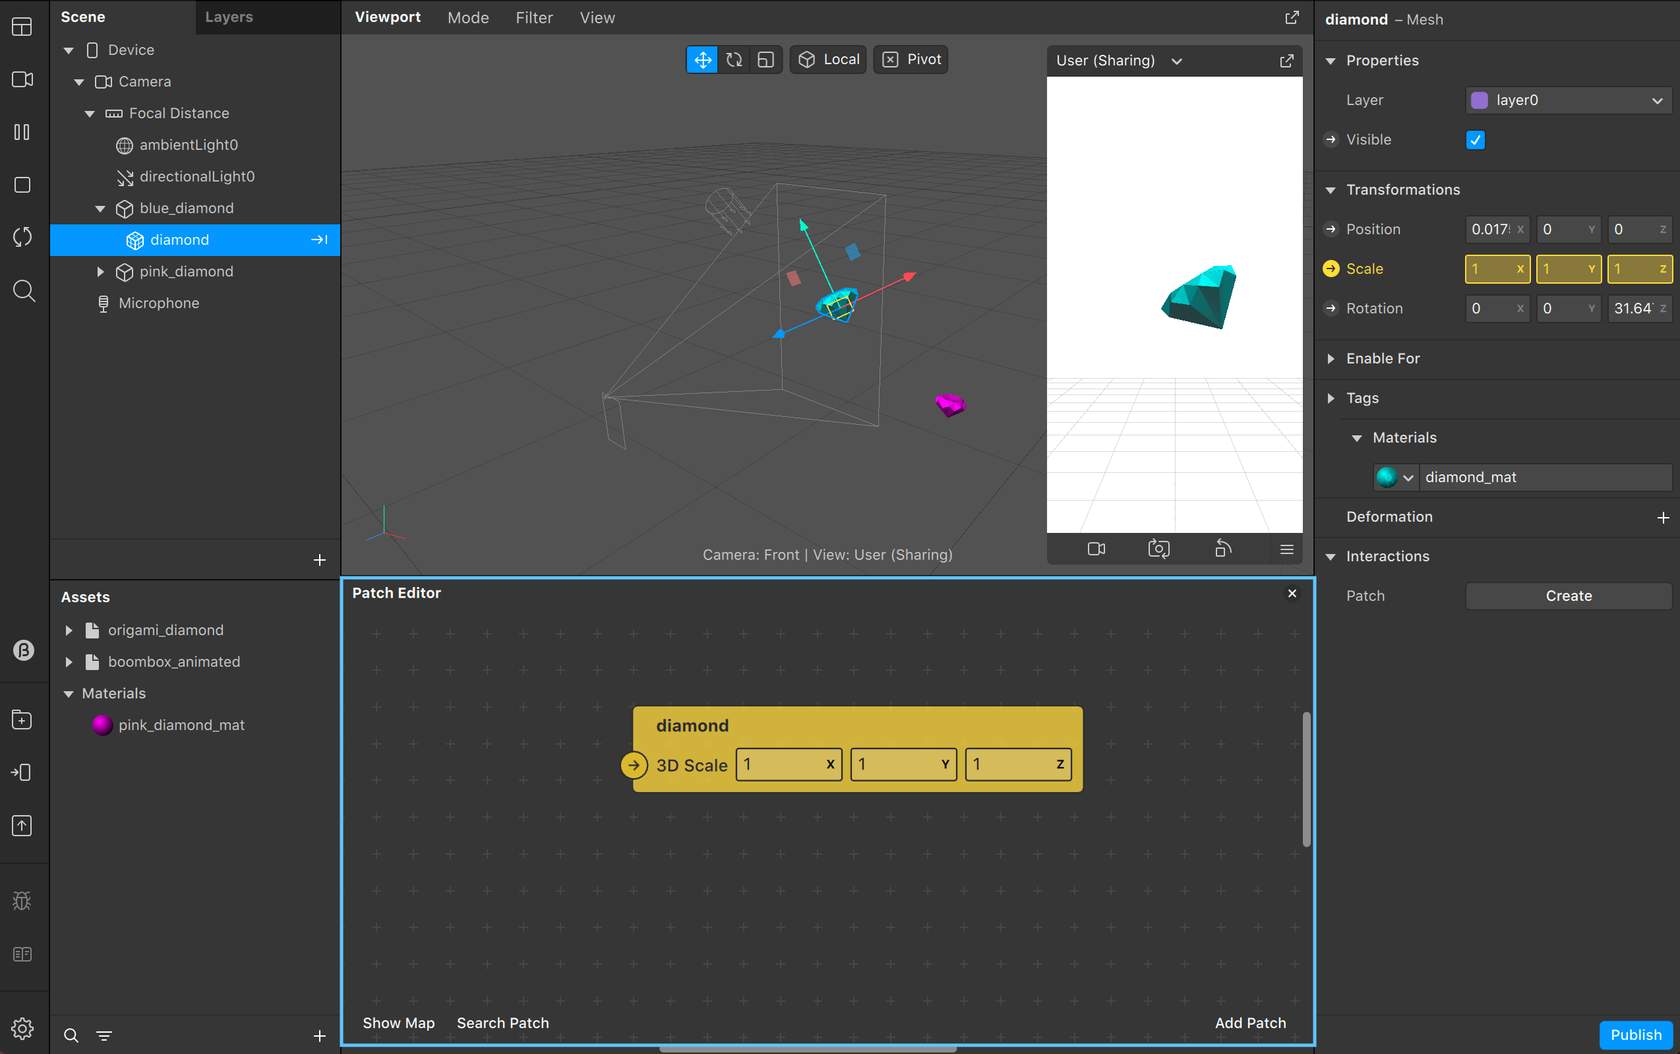 Scene
Layers
Device
Camera
Focal Distance
ambientLight0
directionalLight0
blue_diamond
diamond
pink_diamond
Microphone
Assets
origami_diamond
boombox_animated
Materials
pink_diamond_mat
Viewport Mode Filter View
Local
Pivot
User (Sharing)
Camera: Front | View: User (Sharing)
Patch Editor
diamond
3D Scale 1 X 1 Y 1 Z
Show Map Search Patch Add Patch
diamond – Mesh
Properties
Layer layer0
Visible
Transformations
Position 0.017 X 0 Y 0 Z
Scale 1 X 1 Y 1 Z
Rotation 0 X 0 Y 31.64 Z
Enable For
Tags
Materials
diamond_mat
Deformation
Interactions
Patch Create
Publish
β